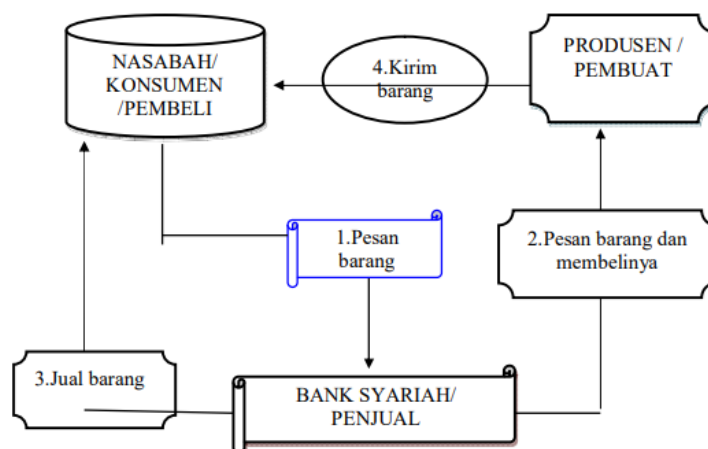 NASABAH/
KONSUMEN
/PEMBELI
4.Kirim
barang
PRODUSEN /
PEMBUAT
1.Pesan
barang
2.Pesan barang dan
membelinya
3.Jual barang
BANK SYARIAH/
PENJUAL